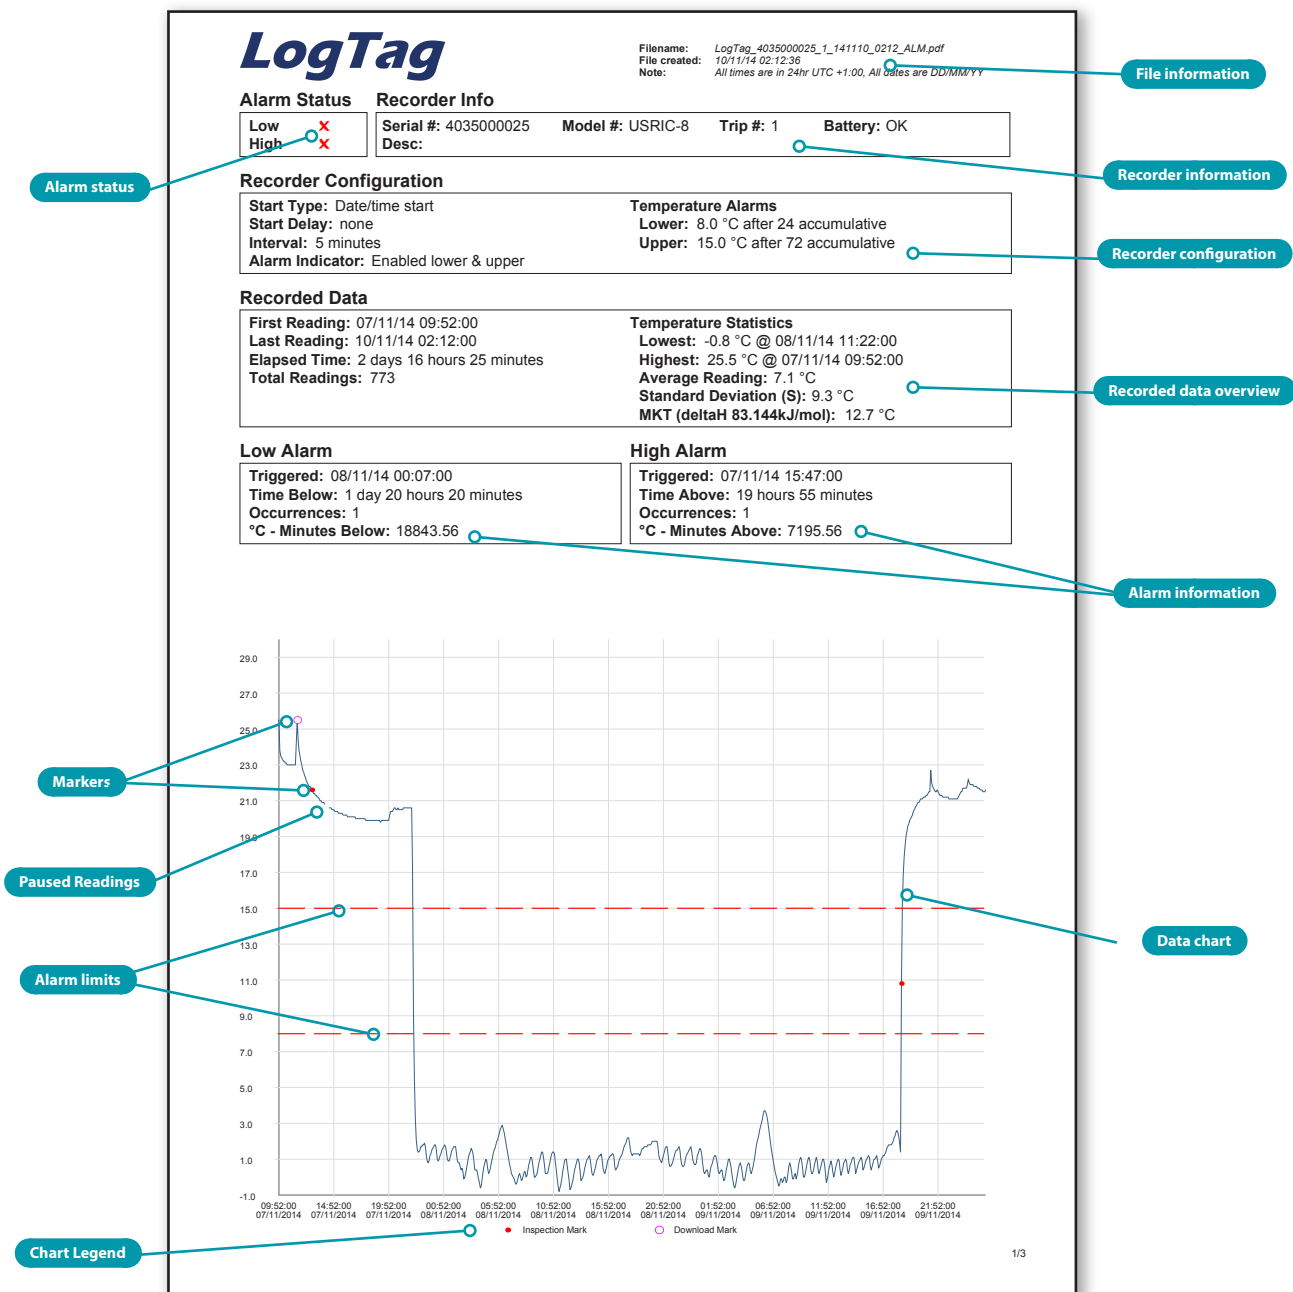 LogTag
Filename: LogTag_4035000025_1_141110_0212_ALM.pdf
File created: 10/11/14 02:12:36
Note: All times are in 24hr UTC +1:00, All dates are DD/MM/YY
File information
Alarm Status Recorder Info
Low X
High X
Serial #: 4035000025 Model #: USRIC-8 Trip #: 1 Battery: OK
Desc:
Alarm status
Recorder information
Recorder Configuration
Start Type: Date/time start
Start Delay: none
Interval: 5 minutes
Alarm Indicator: Enabled lower & upper
Temperature Alarms
Lower: 8.0 °C after 24 accumulative
Upper: 15.0 °C after 72 accumulative
Recorder configuration
Recorded Data
First Reading: 07/11/14 09:52:00
Last Reading: 10/11/14 02:12:00
Elapsed Time: 2 days 16 hours 25 minutes
Total Readings: 773
Temperature Statistics
Lowest: -0.8 °C @ 08/11/14 11:22:00
Highest: 25.5 °C @ 07/11/14 09:52:00
Average Reading: 7.1 °C
Standard Deviation (S): 9.3 °C
MKT (deltaH 83.144kJ/mol): 12.7 °C
Recorded data overview
Low Alarm
Triggered: 08/11/14 00:07:00
Time Below: 1 day 20 hours 20 minutes
Occurrences: 1
°C - Minutes Below: 18843.56
High Alarm
Triggered: 07/11/14 15:47:00
Time Above: 19 hours 55 minutes
Occurrences: 1
°C - Minutes Above: 7195.56
Alarm information
29.0
27.0
25.0
23.0
21.0
19.0
17.0
15.0
13.0
11.0
9.0
7.0
5.0
3.0
1.0
-1.0
Markers
Paused Readings
Alarm limits
Data chart
09:52:00 14:52:00 19:52:00 00:52:00 05:52:00 10:52:00 15:52:00 20:52:00 01:52:00 06:52:00 11:52:00 16:52:00 21:52:00
07/11/2014 07/11/2014 07/11/2014 08/11/2014 08/11/2014 08/11/2014 08/11/2014 08/11/2014 09/11/2014 09/11/2014 09/11/2014 09/11/2014 09/11/2014
Inspection Mark Download Mark
Chart Legend
1/3